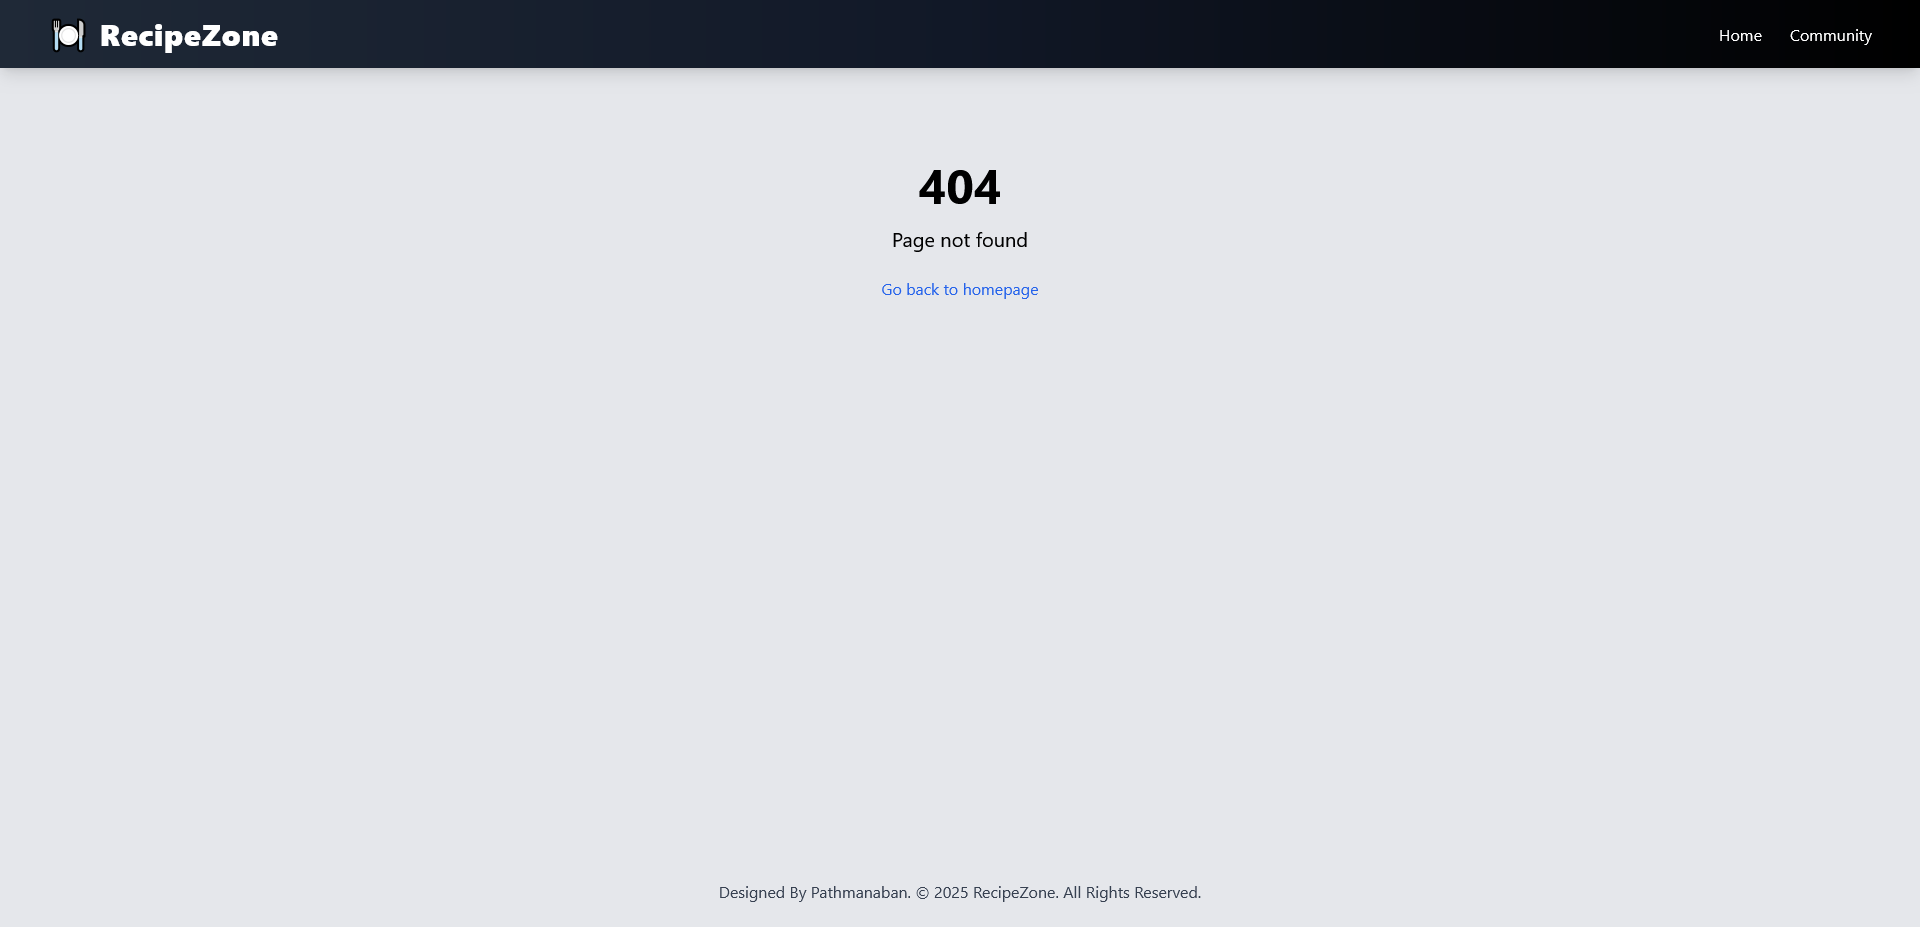 RecipeZone
Home
Community
404
Page not found
Go back to homepage
Designed By Pathmanaban. © 2025 RecipeZone. All Rights Reserved.